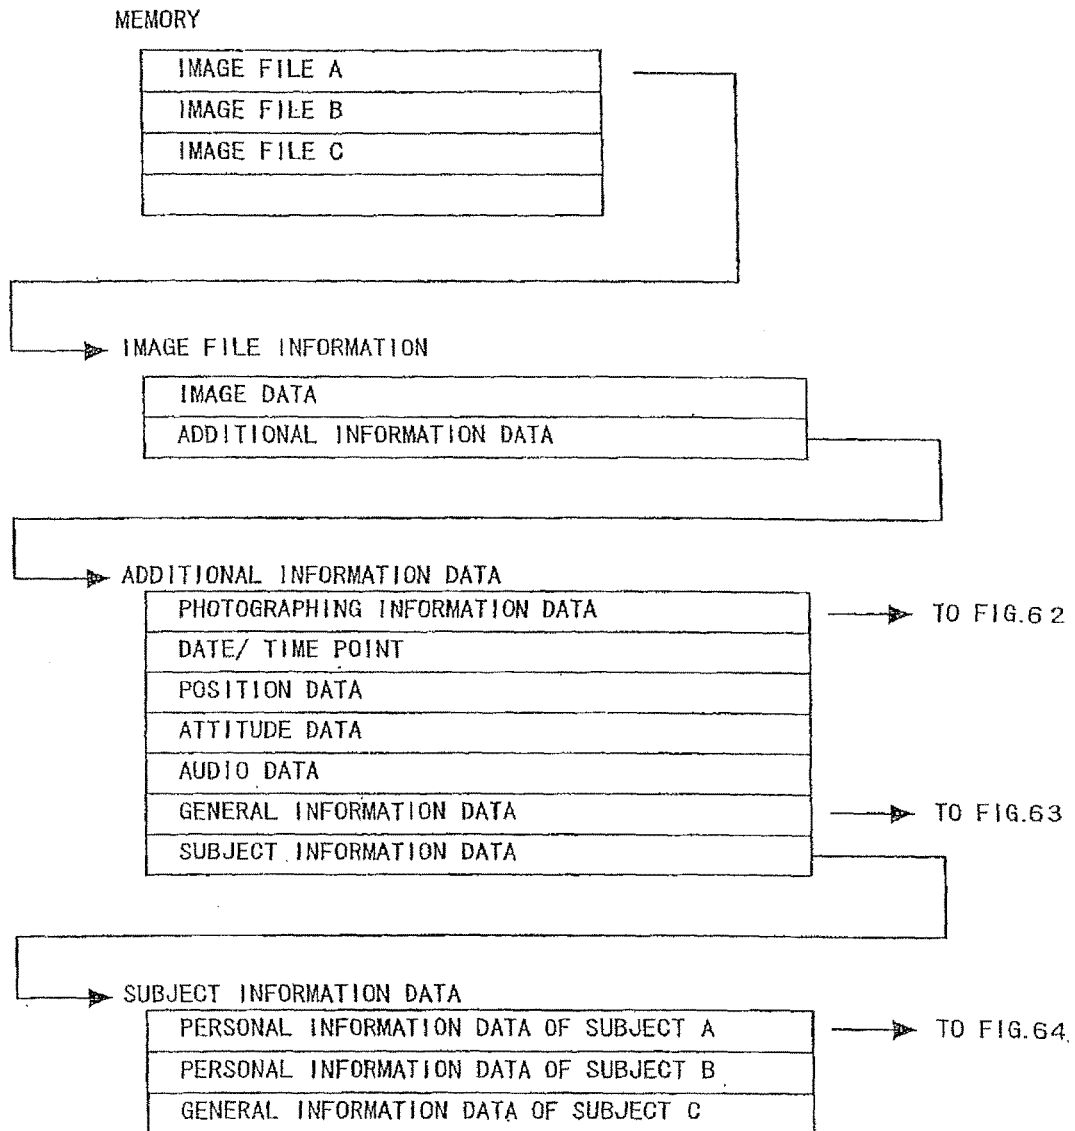 MEMORY
IMAGE FILE A
IMAGE FILE B
IMAGE FILE C
IMAGE FILE INFORMATION
IMAGE DATA
ADDITIONAL INFORMATION DATA
ADDITIONAL INFORMATION DATA
PHOTOGRAPHING INFORMATION DATA TO FIG.62
DATE/ TIME POINT
POSITION DATA
ATTITUDE DATA
AUDIO DATA
GENERAL INFORMATION DATA TO FIG.63
SUBJECT INFORMATION DATA
SUBJECT INFORMATION DATA
PERSONAL INFORMATION DATA OF SUBJECT A TO FIG.64
PERSONAL INFORMATION DATA OF SUBJECT B
GENERAL INFORMATION DATA OF SUBJECT C